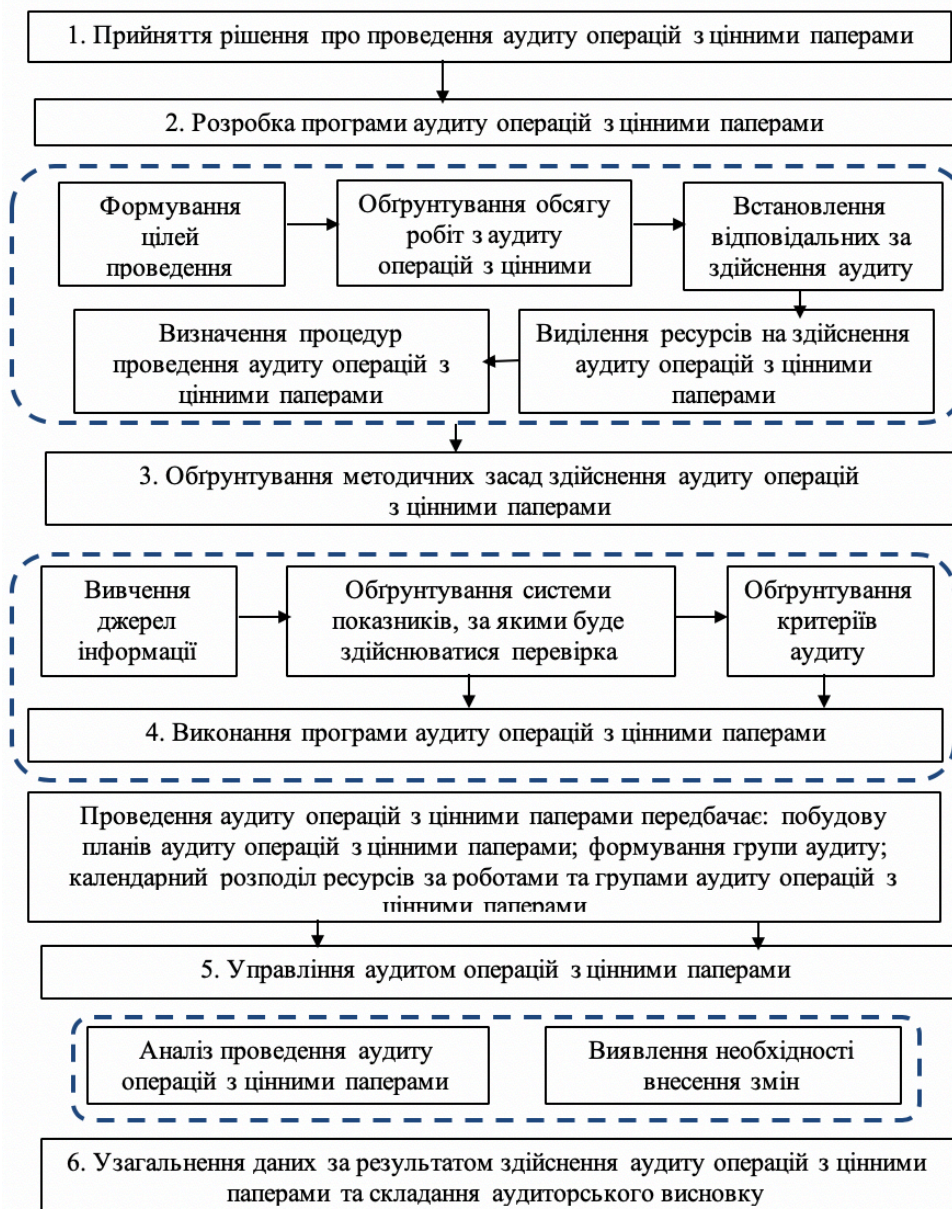 1. Прийняття рішення про проведення аудиту операцій з цінними паперами
2. Розробка програми аудиту операцій з цінними паперами
Формування
цілей
проведення
Обґрунтування обсягу
робіт з аудиту
операцій з цінними
Встановлення
відповідальних за
здійснення аудиту
Визначення процедур
проведення аудиту операцій з
цінними паперами
Виділення ресурсів на здійснення
аудиту операцій з цінними
паперами
3. Обґрунтування методичних засад здійснення аудиту операцій
з цінними паперами
Вивчення
джерел
інформації
Обґрунтування системи
показників, за якими буде
здійснюватися перевірка
Обґрунтування
критеріїв
аудиту
4. Виконання програми аудиту операцій з цінними паперами
Проведення аудиту операцій з цінними паперами передбачає: побудову
планів аудиту операцій з цінними паперами; формування групи аудиту;
календарний розподіл ресурсів за роботами та групами аудиту операцій з
цінними паперами
5. Управління аудитом операцій з цінними паперами
Аналіз проведення аудиту
операцій з цінними паперами
Виявлення необхідності
внесення змін
6. Узагальнення даних за результатом здійснення аудиту операцій з цінними
паперами та складання аудиторського висновку